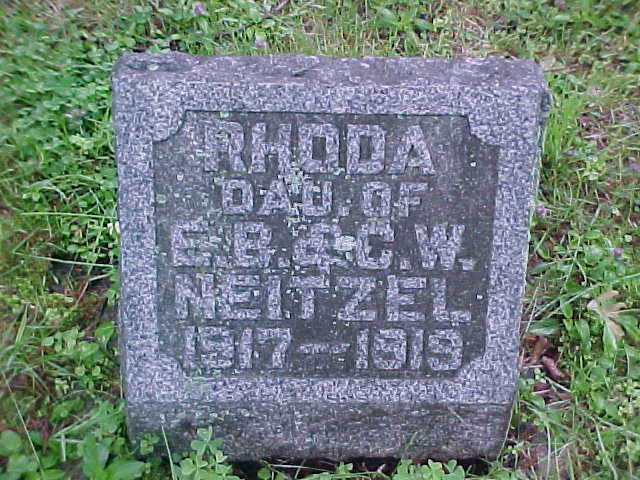 RHODA
DAU. OF
E.B. & C.W.
NEITZEL
1917-1919